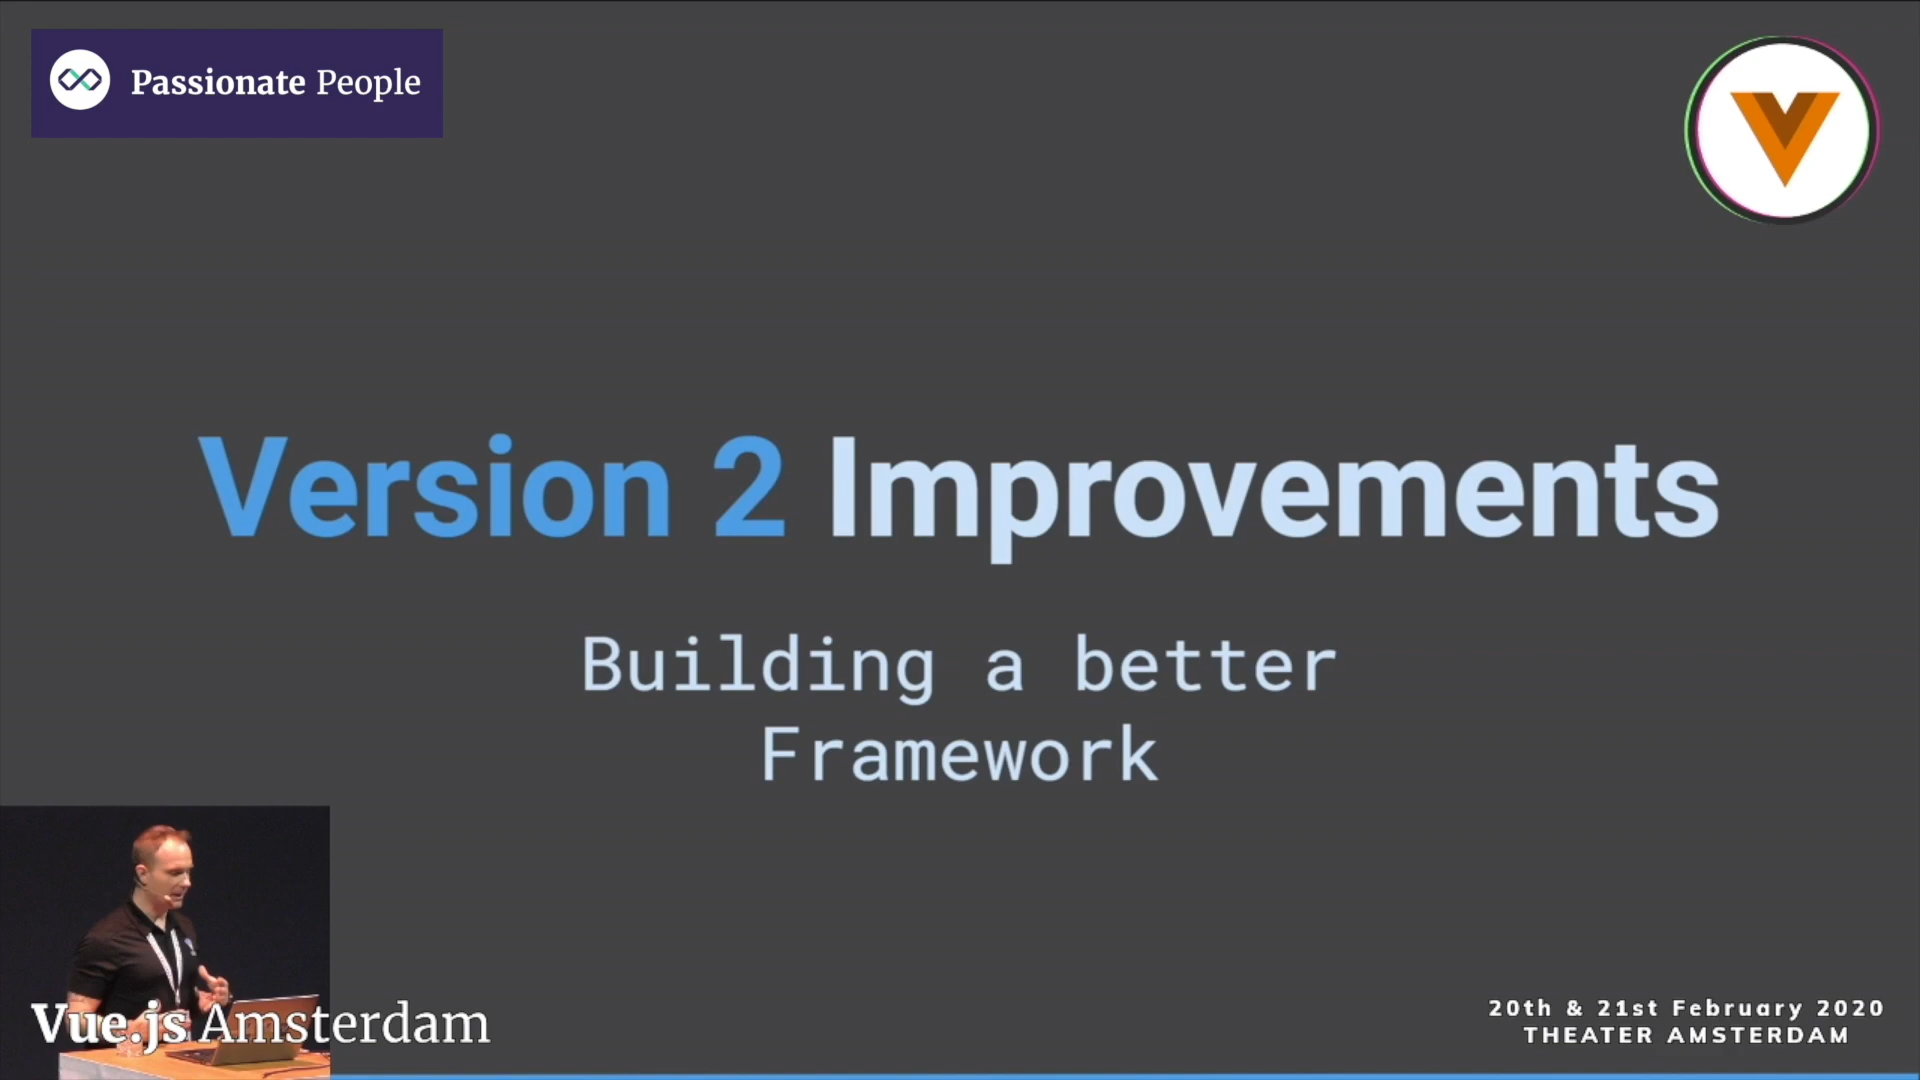 Passionate People
Version 2 Improvements
Building a better
Framework
Vue.js Amsterdam
20th & 21st February 2020
THEATER AMSTERDAM